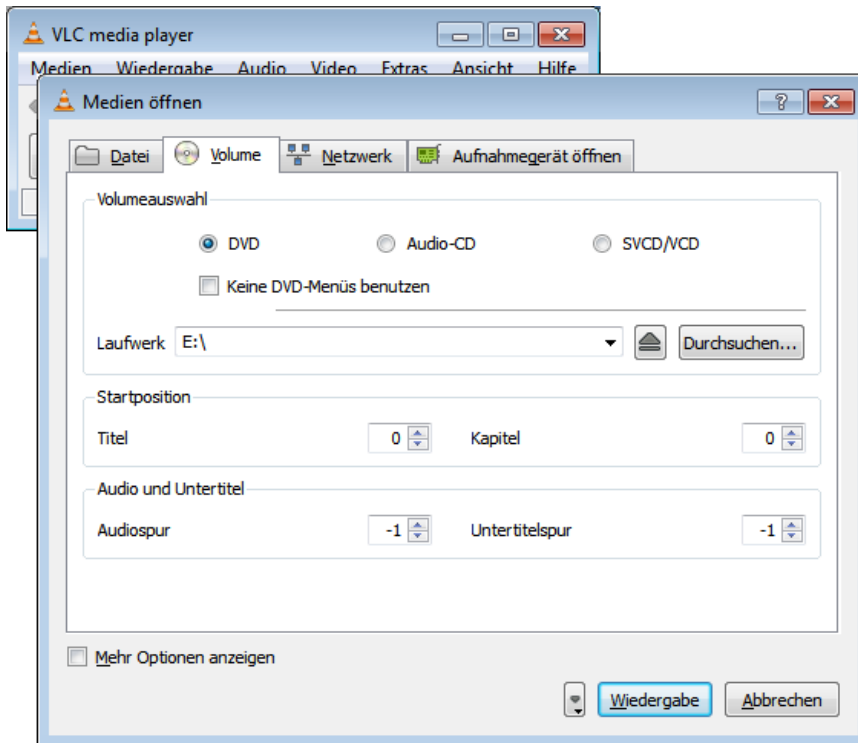 VLC media player
Medien Wiedergabe Audio Video Extras Ansicht Hilfe
Medien öffnen
Datei Volume Netzwerk Aufnahmegerät öffnen
Volumeauswahl
DVD Audio-CD SVCD/VCD
Keine DVD-Menüs benutzen
Laufwerk E:\ Durchsuchen...
Startposition
Titel 0 Kapitel 0
Audio und Untertitel
Audiospur -1 Untertitelspur -1
Mehr Optionen anzeigen
Wiedergabe Abbrechen